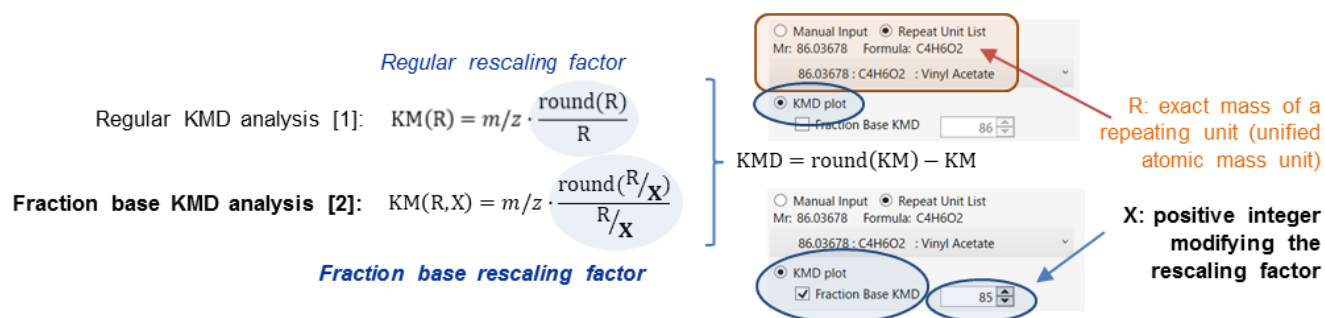 Regular rescaling factor
Regular KMD analysis [1]: KM(R) = m/z · round(R)/R
Fraction base KMD analysis [2]: KM(R,X) = m/z · round(R/X)/(R/X)
Fraction base rescaling factor
Manual Input Repeat Unit List
Mr: 86.03678 Formula: C4H6O2
86.03678 : C4H6O2 : Vinyl Acetate
KMD plot
Fraction Base KMD 86
KMD = round(KM) − KM
Manual Input Repeat Unit List
Mr: 86.03678 Formula: C4H6O2
86.03678 : C4H6O2 : Vinyl Acetate
KMD plot
Fraction Base KMD 85
R: exact mass of a
repeating unit (unified
atomic mass unit)
X: positive integer
modifying the
rescaling factor